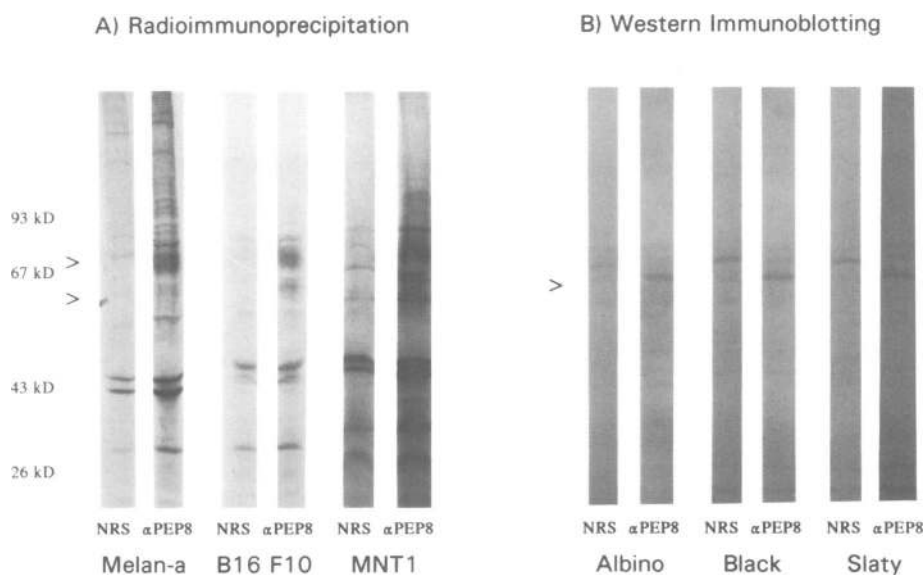 A) Radioimmunoprecipitation
B) Western Immunoblotting
93 kD
>
67 kD
>
>
43 kD
26 kD
NRS αPEP8 NRS αPEP8 NRS αPEP8
NRS αPEP8 NRS αPEP8 NRS αPEP8
Melan-a B16 F10 MNT1
Albino Black Slaty